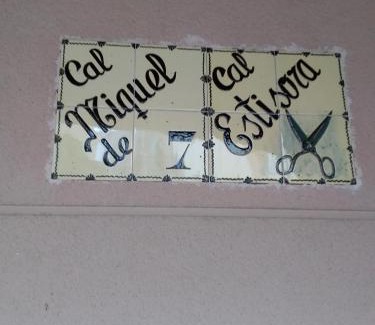 Cal
Miquel
de 7
Cal
Estisora